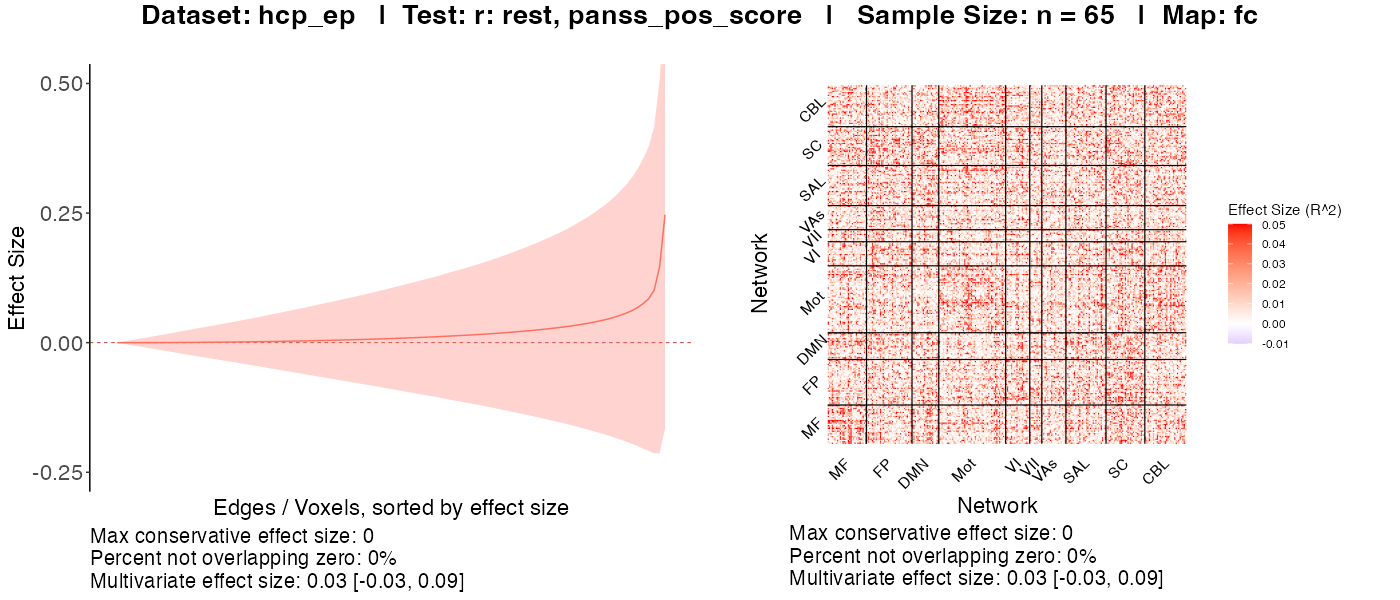 Dataset: hcp_ep | Test: r: rest, panss_pos_score | Sample Size: n = 65 | Map: fc
0.50
0.25
0.00
-0.25
Effect Size
Edges / Voxels, sorted by effect size
Max conservative effect size: 0
Percent not overlapping zero: 0%
Multivariate effect size: 0.03 [-0.03, 0.09]
Network
CBL
SC
SAL
VAs
VII
VI
Mot
DMN
FP
MF
MF
FP
DMN
Mot
VI
VII
VAs
SAL
SC
CBL
Network
Max conservative effect size: 0
Percent not overlapping zero: 0%
Multivariate effect size: 0.03 [-0.03, 0.09]
Effect Size (R^2)
0.05
0.04
0.03
0.02
0.01
0.00
-0.01